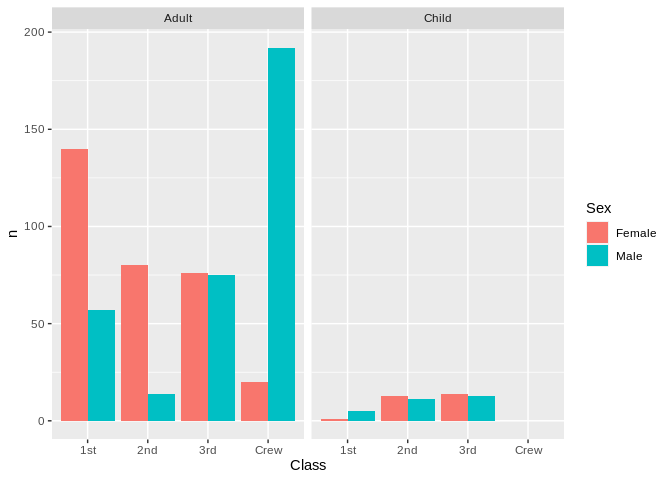 Adult Child
200
150
100
50
0
n
1st 2nd 3rd Crew 1st 2nd 3rd Crew
Class
Sex
Female
Male